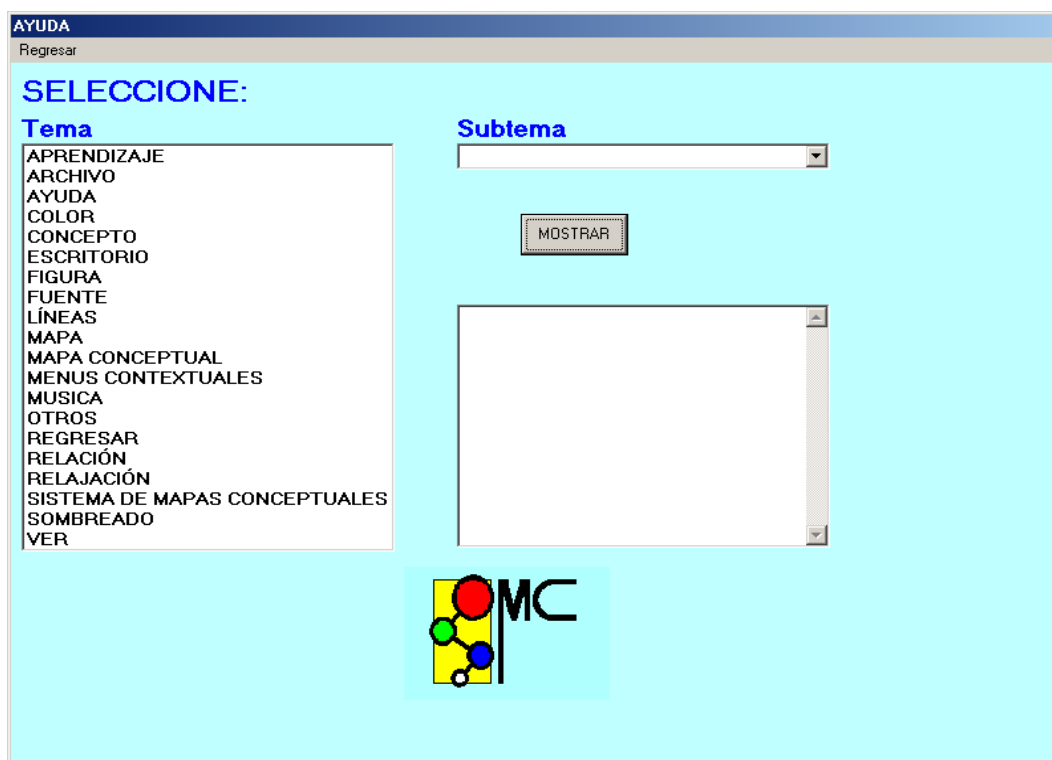 AYUDA
Regresar
SELECCIONE:
Tema
APRENDIZAJE
ARCHIVO
AYUDA
COLOR
CONCEPTO
ESCRITORIO
FIGURA
FUENTE
LÍNEAS
MAPA
MAPA CONCEPTUAL
MENUS CONTEXTUALES
MUSICA
OTROS
REGRESAR
RELACIÓN
RELAJACIÓN
SISTEMA DE MAPAS CONCEPTUALES
SOMBREADO
VER
Subtema
MOSTRAR
MC